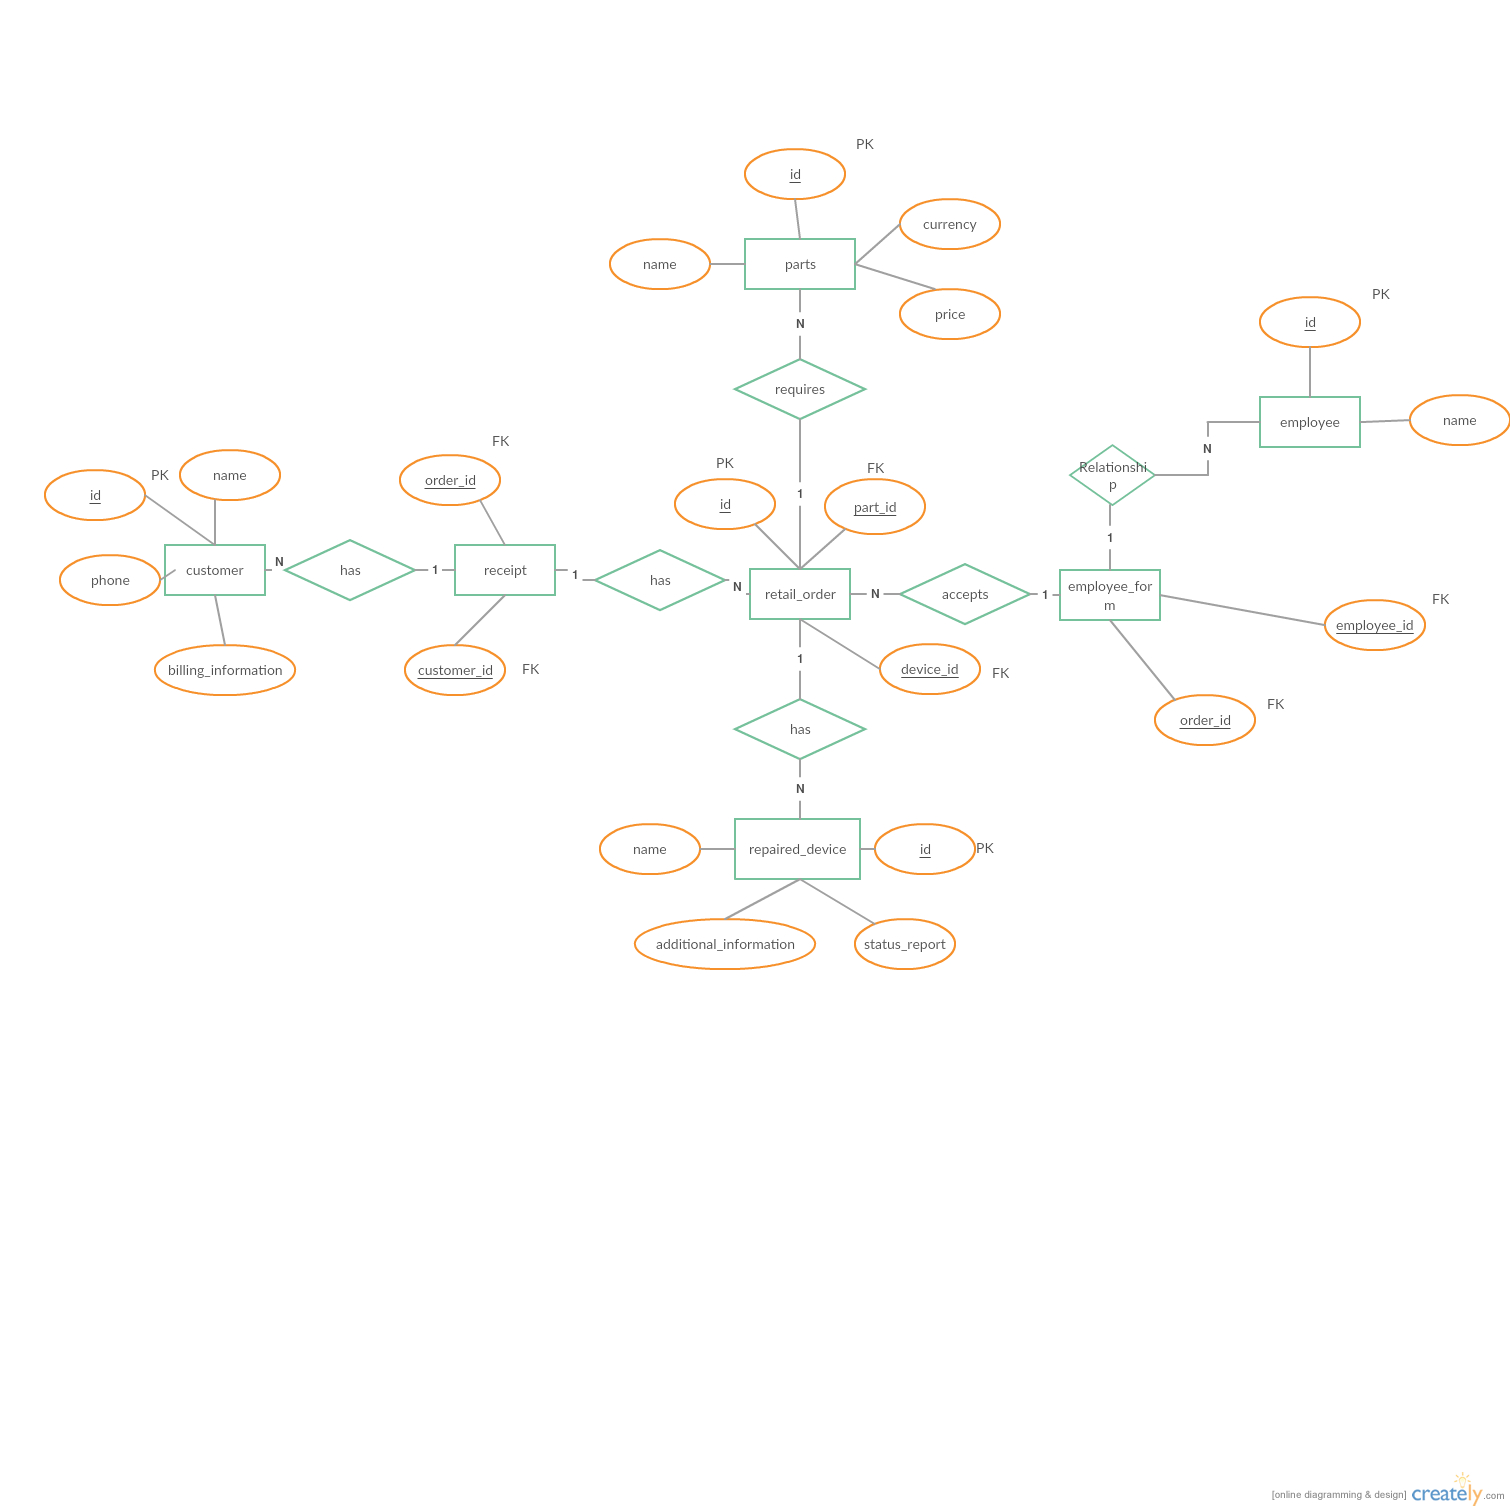 PK
id
currency
name
parts
price
N
requires
1
PK
id
employee
name
N
Relationshi
p
1
FK
order_id
PK
id
FK
part_id
PK
id
name
customer
phone
billing_information
N
has
1
receipt
customer_id
FK
1
has
N
retail_order
N
accepts
1
employee_for
m
employee_id
FK
order_id
FK
1
device_id
FK
has
N
name
repaired_device
id
PK
additional_information
status_report
[online diagramming & design] creately.com